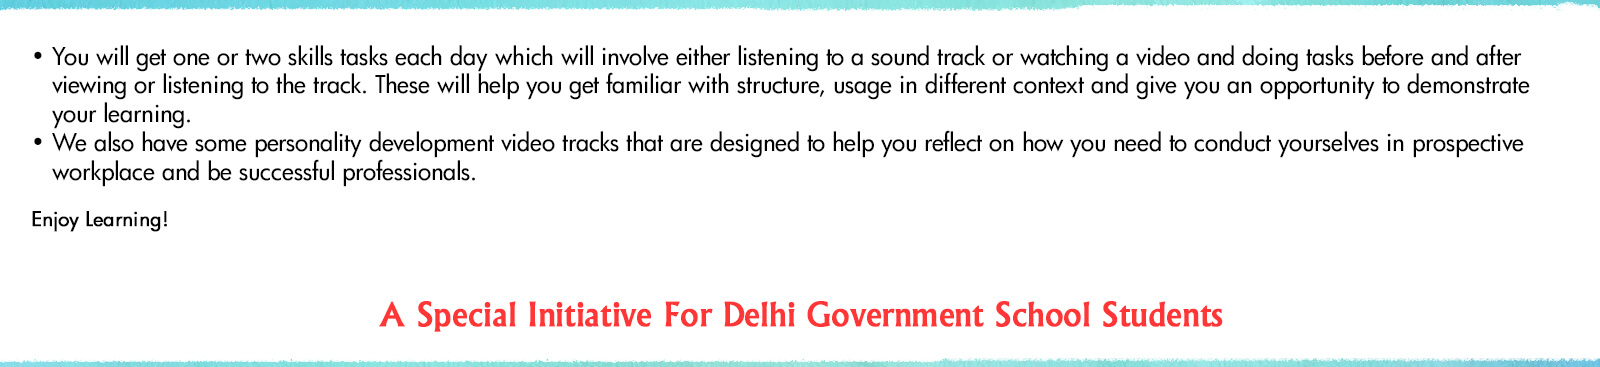 • You will get one or two skills tasks each day which will involve either listening to a sound track or watching a video and doing tasks before and after
viewing or listening to the track. These will help you get familiar with structure, usage in different context and give you an opportunity to demonstrate
your learning.
• We also have some personality development video tracks that are designed to help you reflect on how you need to conduct yourselves in prospective
workplace and be successful professionals.
Enjoy Learning!
A Special Initiative For Delhi Government School Students